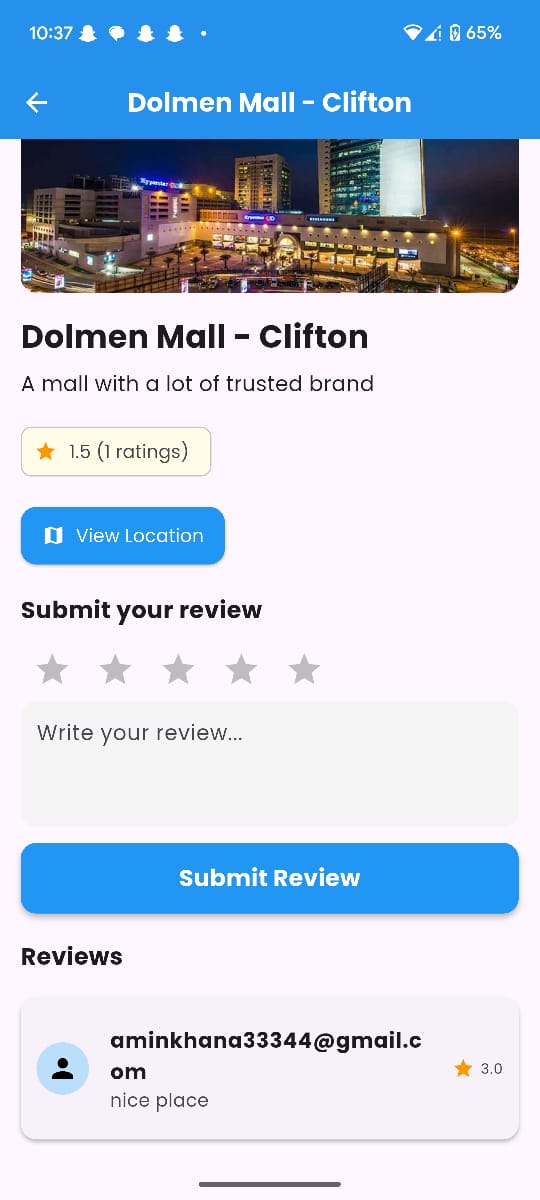 10:37
65%
Dolmen Mall - Clifton
Dolmen Mall - Clifton
A mall with a lot of trusted brand
1.5 (1 ratings)
View Location
Submit your review
Write your review...
Submit Review
Reviews
aminkhana33344@gmail.c
om
nice place
3.0